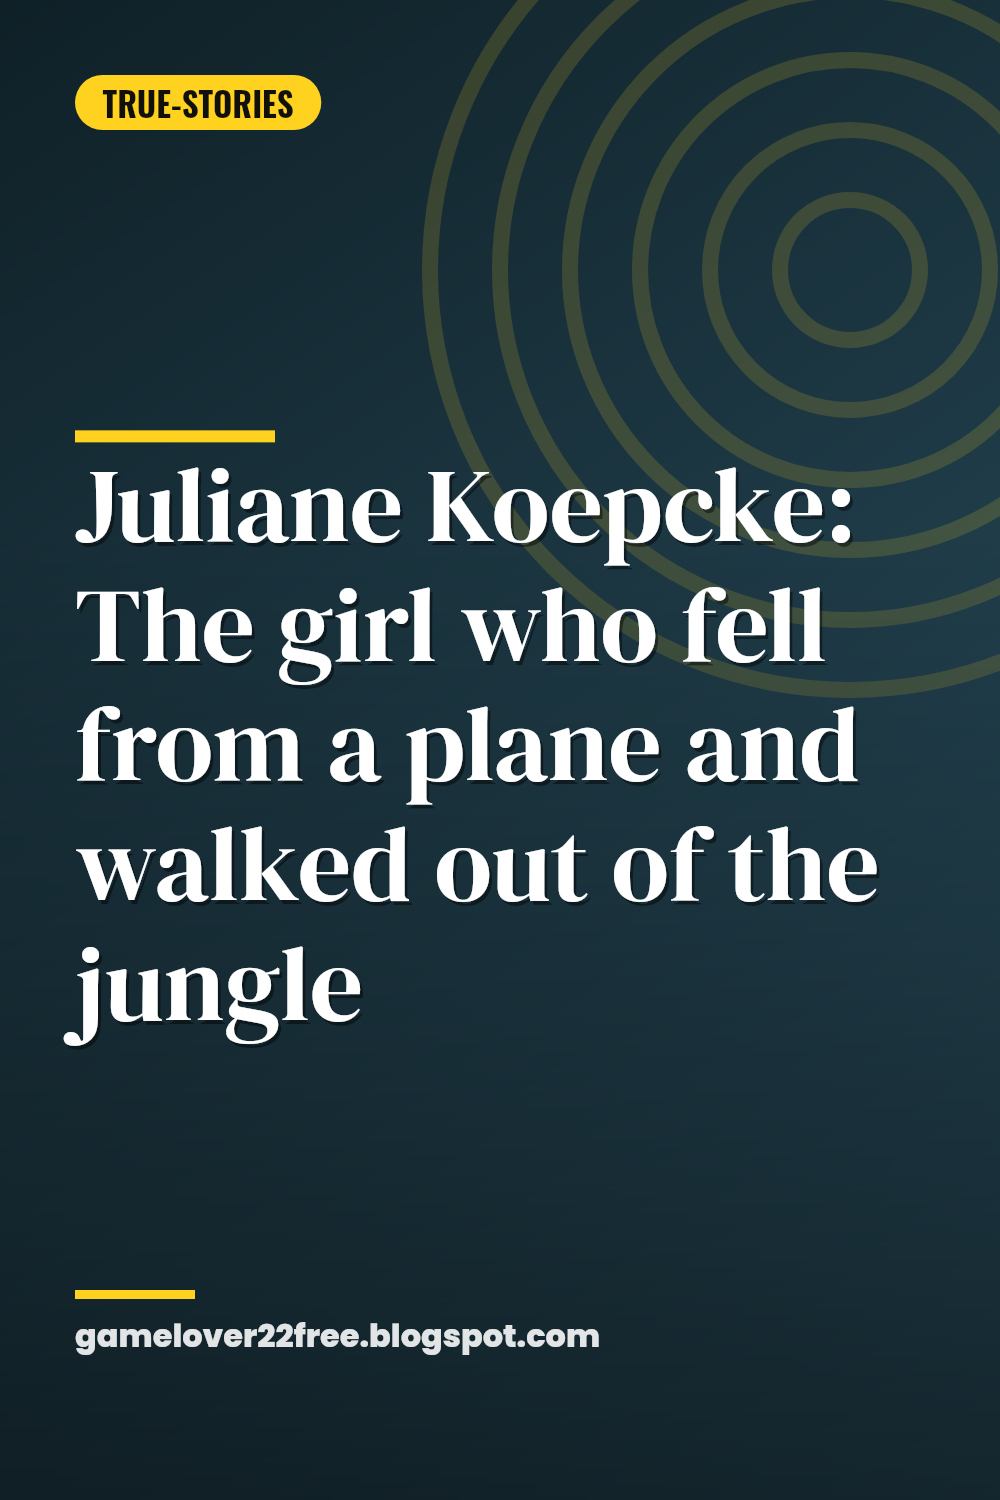 TRUE-STORIES
Juliane Koepcke:
The girl who fell
from a plane and
walked out of the
jungle
gamelover22free.blogspot.com